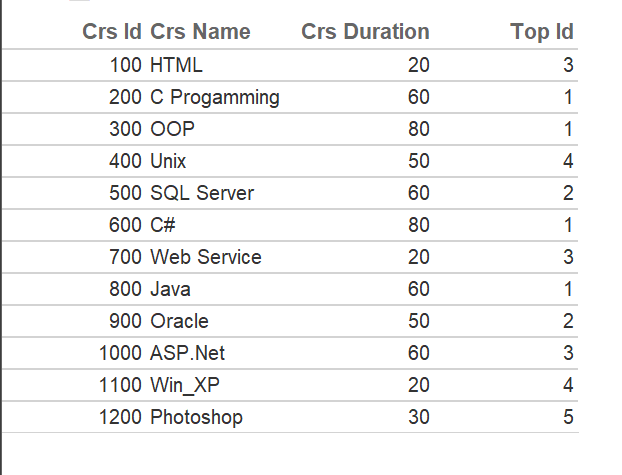 Crs Id Crs Name Crs Duration Top Id
100 HTML 20 3
200 C Progamming 60 1
300 OOP 80 1
400 Unix 50 4
500 SQL Server 60 2
600 C# 80 1
700 Web Service 20 3
800 Java 60 1
900 Oracle 50 2
1000 ASP.Net 60 3
1100 Win_XP 20 4
1200 Photoshop 30 5